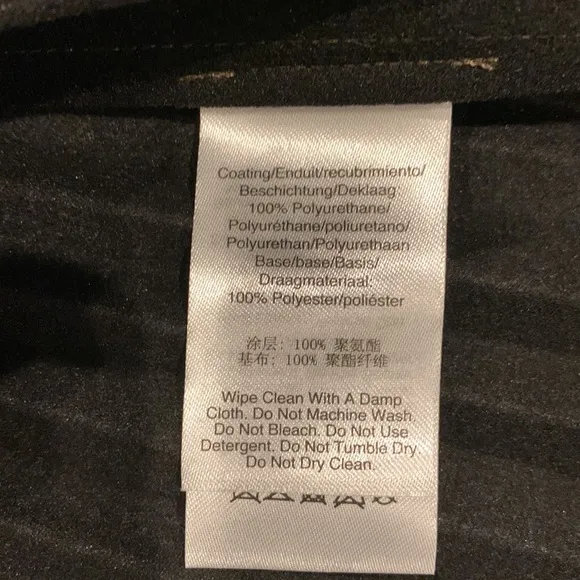 Coating/Enduit/recubrimiento/
Beschichtung/Deklaag:
100% Polyurethane/
Polyuréthane/poliuretano/
Polyurethan/Polyurethaan
Base/base/Basis/
Draagmateriaal:
100% Polyester/poliéster
涂层: 100% 聚氨酯
基布: 100% 聚酯纤维
Wipe Clean With A Damp
Cloth. Do Not Machine Wash.
Do Not Bleach. Do Not Use
Detergent. Do Not Tumble Dry.
Do Not Dry Clean.